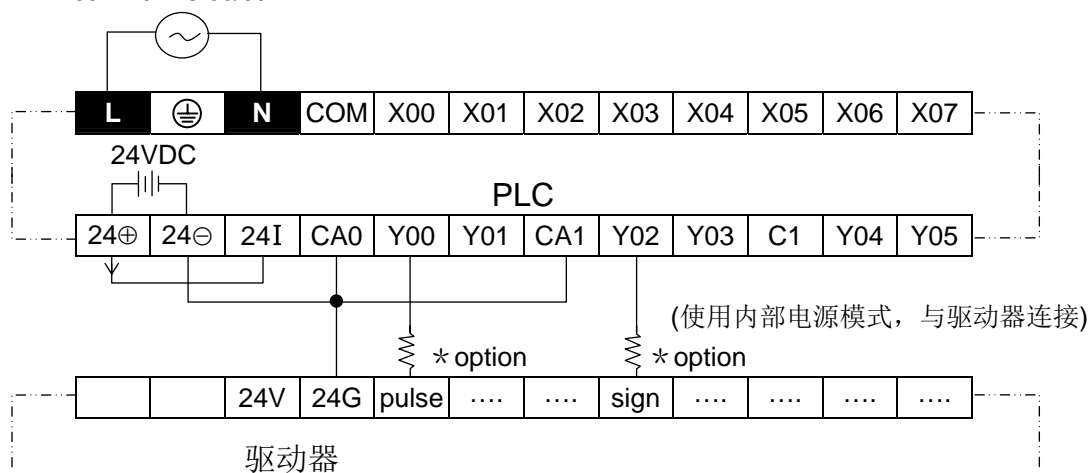 L ⏚ N COM X00 X01 X02 X03 X04 X05 X06 X07
24VDC
PLC
24⊕ 24⊖ 24I CA0 Y00 Y01 CA1 Y02 Y03 C1 Y04 Y05
(使用内部电源模式，与驱动器连接)
*option *option
24V 24G pulse .... .... sign .... .... .... ....
驱动器